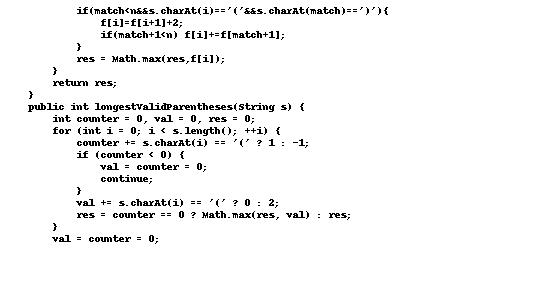 if(match<n&&s.charAt(i)=='('&&s.charAt(match)==')'){
f[i]=f[i+1]+2;
if(match+1<n) f[i]+=f[match+1];
}
res = Math.max(res,f[i]);
}
return res;
}
public int longestValidParentheses(String s) {
int counter = 0, val = 0, res = 0;
for (int i = 0; i < s.length(); ++i) {
counter += s.charAt(i) == '(' ? 1 : -1;
if (counter < 0) {
val = counter = 0;
continue;
}
val += s.charAt(i) == '(' ? 0 : 2;
res = counter == 0 ? Math.max(res, val) : res;
}
val = counter = 0;